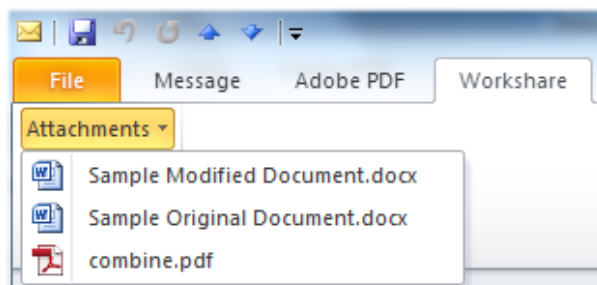 File Message Adobe PDF Workshare
Attachments
Sample Modified Document.docx
Sample Original Document.docx
combine.pdf